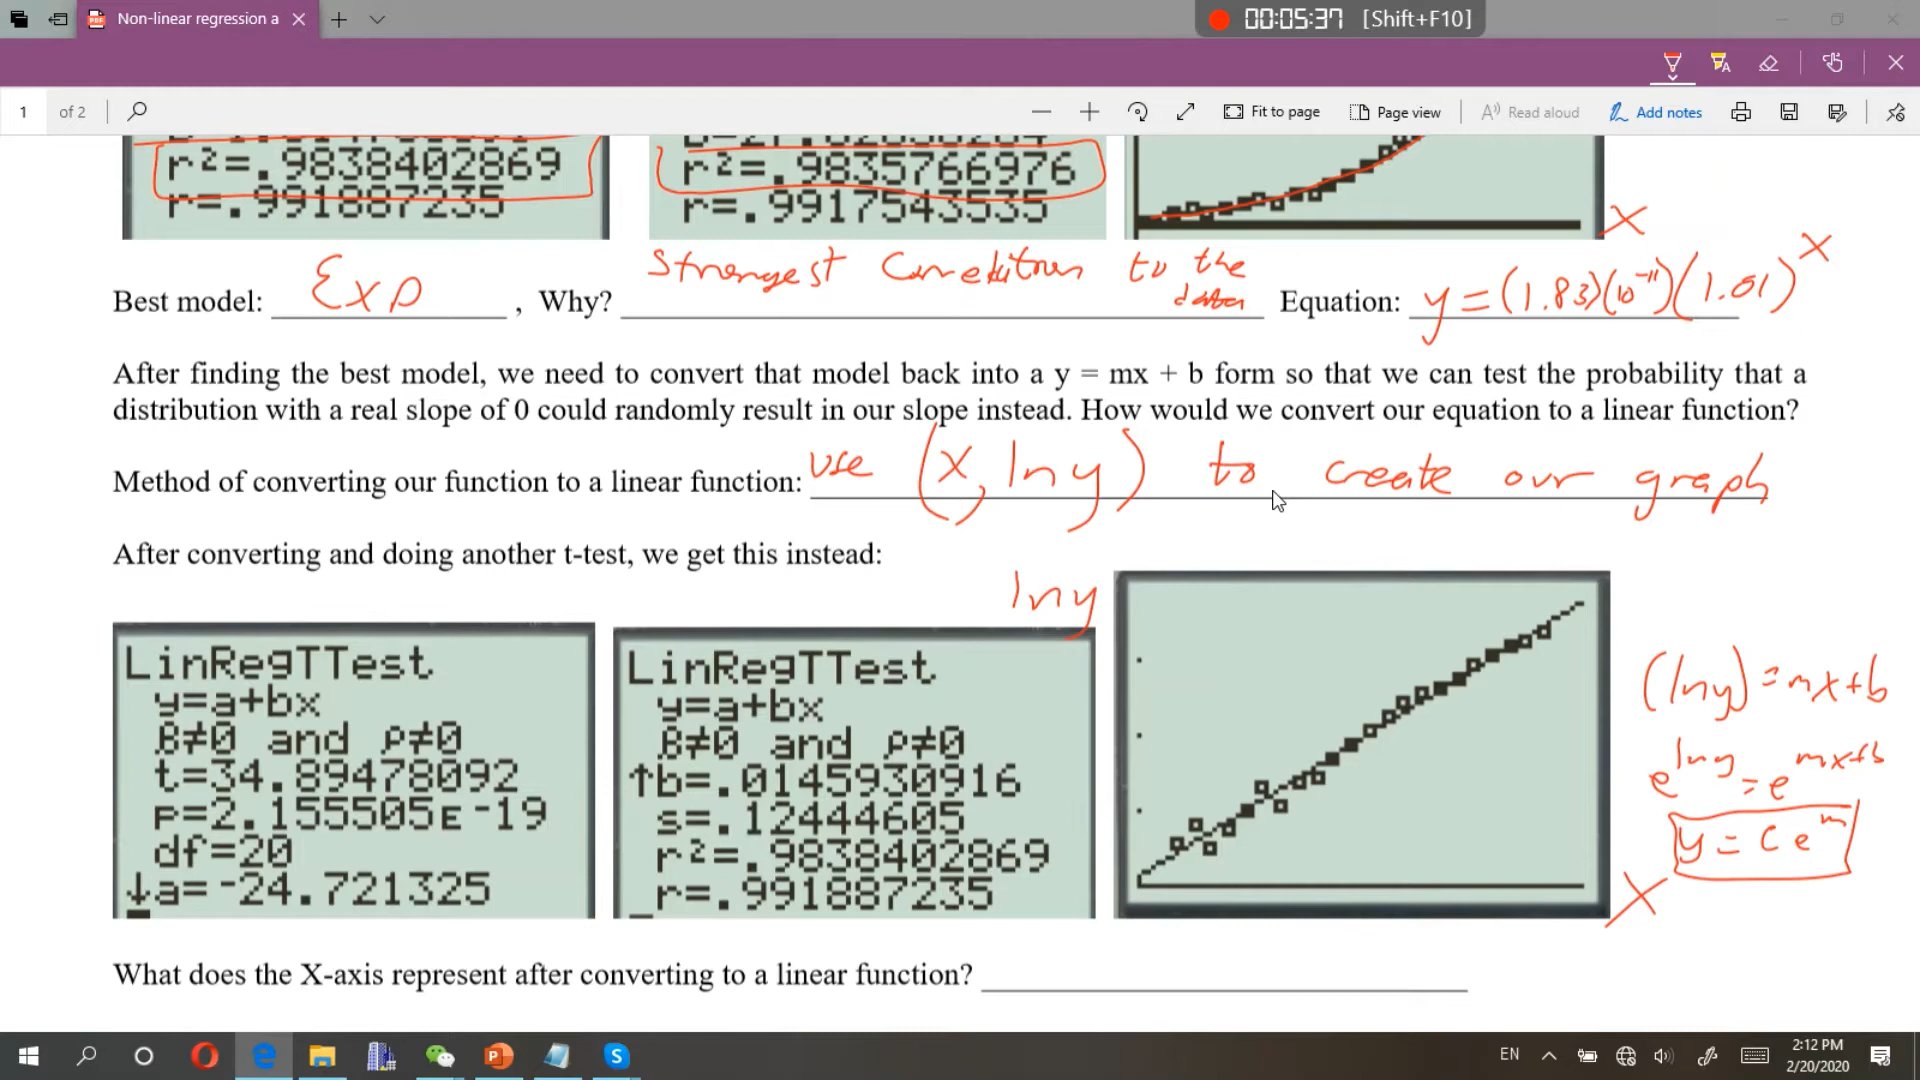 Non-linear regression a
00:05:37 [Shift+F10]
1 of 2
Fit to page
Page view
Read aloud
Add notes
r²=.9838402869
r=.991887235
r²=.9835766976
r=.9917543535
X
Strongest Correlation to the data
Best model: Exp , Why? Equation: y = (1.83)(10⁻¹¹)(1.01)ˣ
After finding the best model, we need to convert that model back into a y = mx + b form so that we can test the probability that a
distribution with a real slope of 0 could randomly result in our slope instead. How would we convert our equation to a linear function?
Method of converting our function to a linear function: use (x, ln y) to create our graph
After converting and doing another t-test, we get this instead:
LinRegTTest
y=a+bx
β≠0 and ρ≠0
t=34.89478092
p=2.155505E-19
df=20
↓a=-24.721325
LinRegTTest
y=a+bx
β≠0 and ρ≠0
↑b=.0145930916
s=.12444605
r²=.9838402869
r=.991887235
ln y
X
(ln y) = mx+b
e^ln y = e^mx+b
y = C e^m
What does the X-axis represent after converting to a linear function?
EN
2:12 PM
2/20/2020